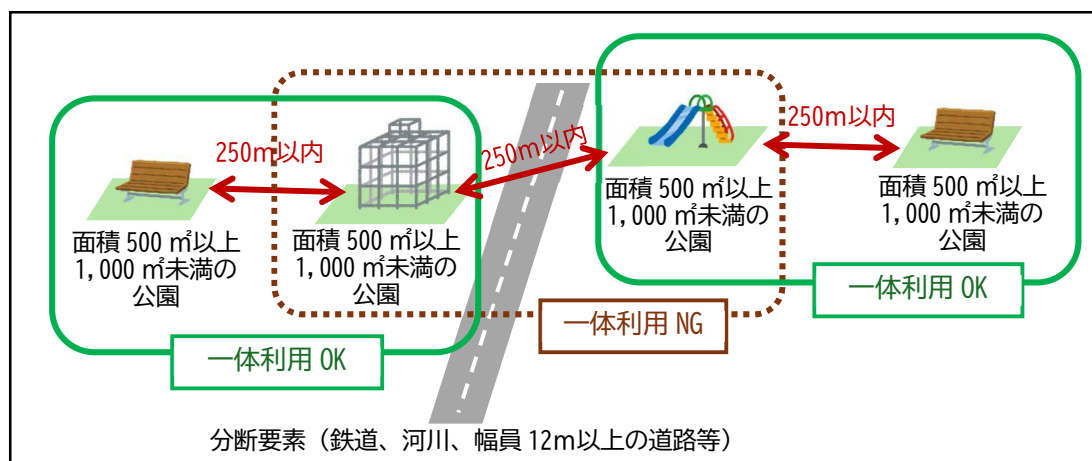 250m以内
250m以内
250m以内
面積 500 ㎡以上
1,000 ㎡未満の
公園
面積 500 ㎡以上
1,000 ㎡未満の
公園
面積 500 ㎡以上
1,000 ㎡未満の
公園
面積 500 ㎡以上
1,000 ㎡未満の
公園
一体利用 OK
一体利用 NG
一体利用 OK
分断要素（鉄道、河川、幅員 12m以上の道路等）